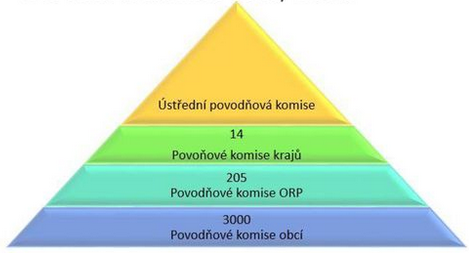 Ústřední povodňová komise
14
Povoňové komise krajů
205
Povodňové komise ORP
3000
Povodňové komise obcí